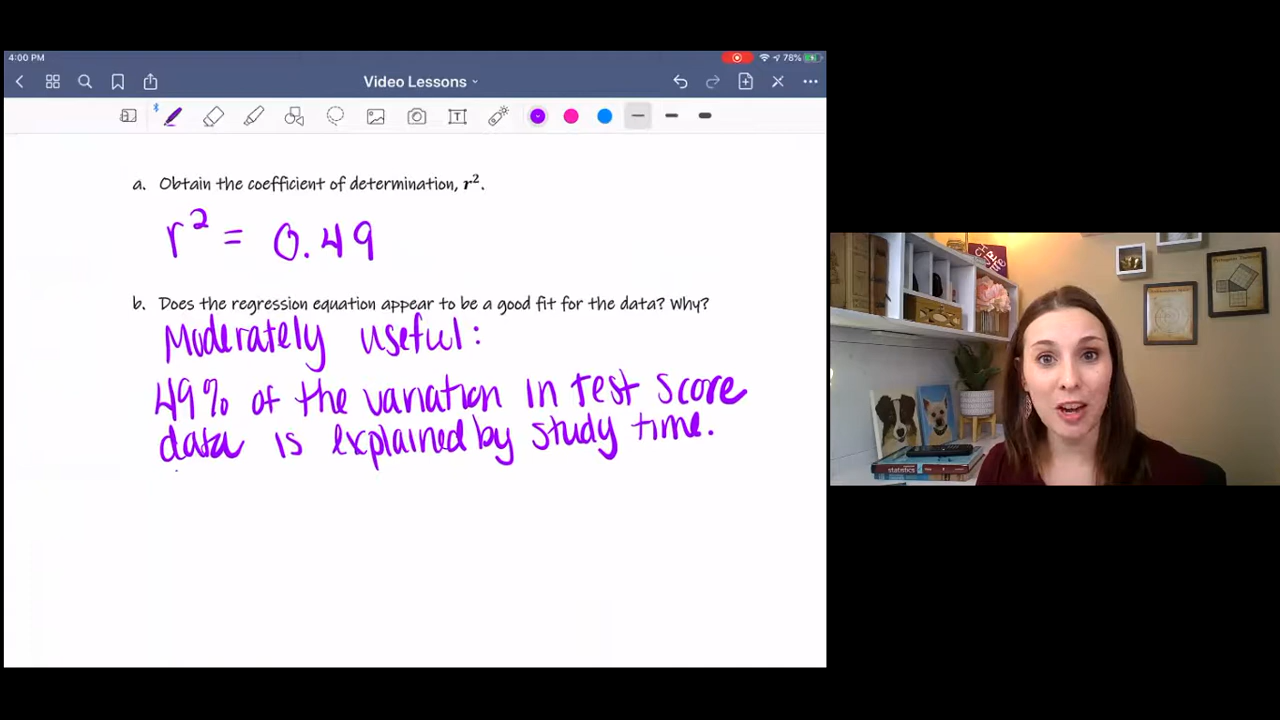 4:00 PM
78%
Video Lessons
T
a. Obtain the coefficient of determination, r².
r² = 0.49
b. Does the regression equation appear to be a good fit for the data? Why?
Moderately useful:
49% of the variation in test score
data is explained by study time.
statistics